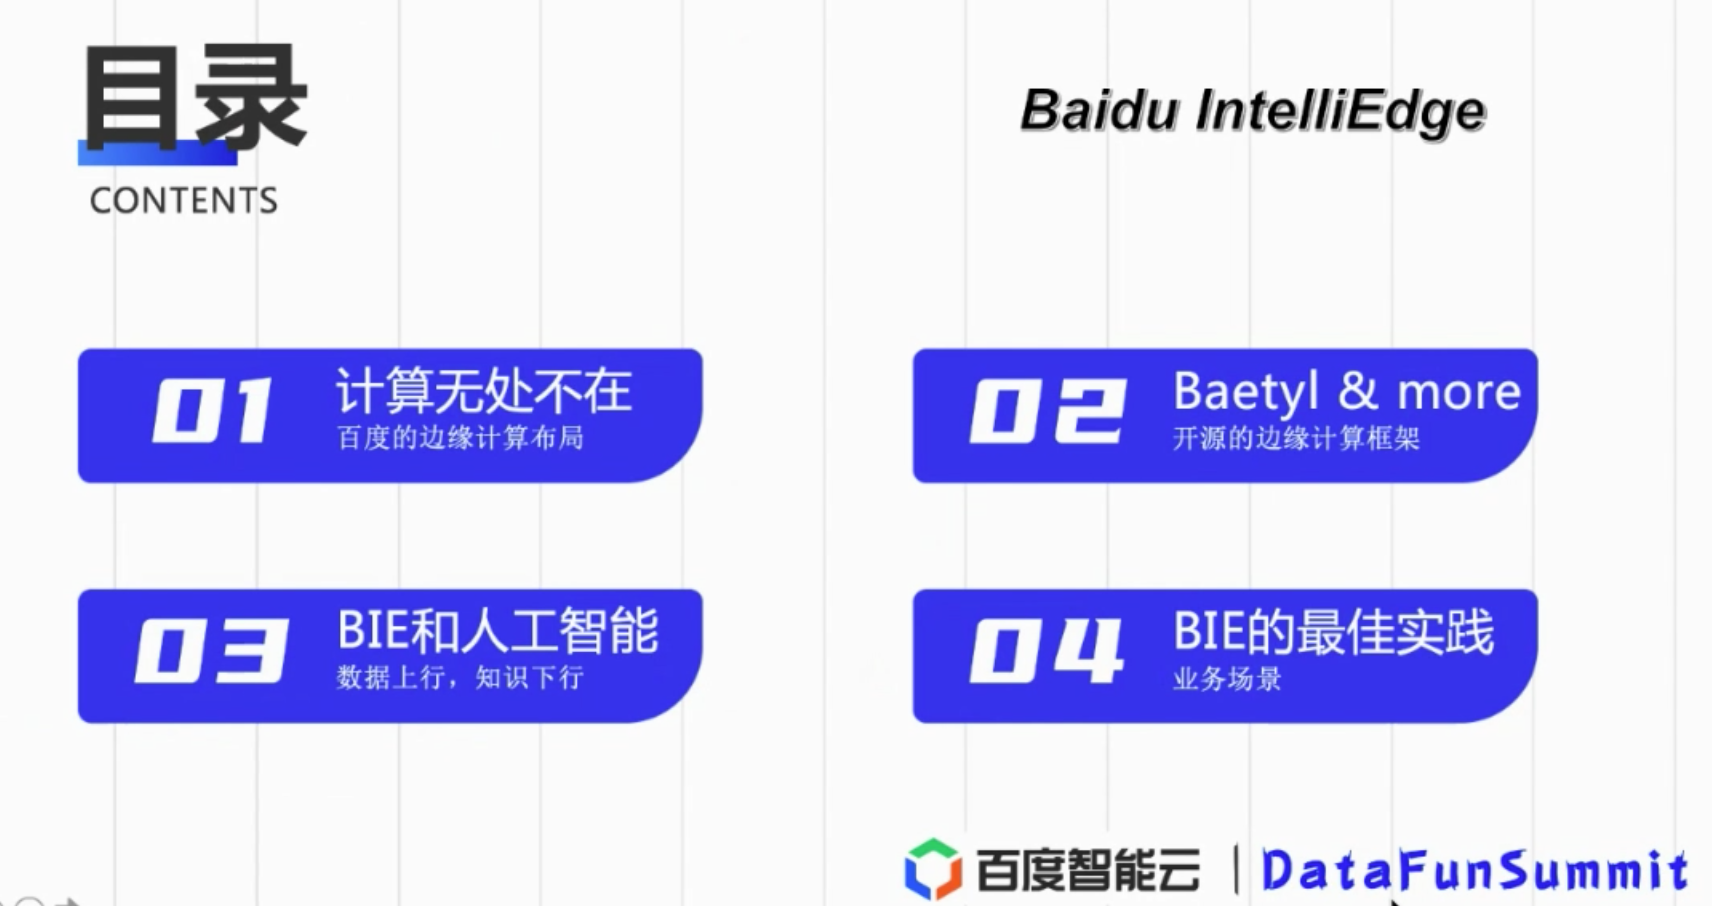 目录
CONTENTS
Baidu IntelliEdge
01
计算无处不在
百度的边缘计算布局
02
Baetyl & more
开源的边缘计算框架
03
BIE和人工智能
数据上行，知识下行
04
BIE的最佳实践
业务场景
百度智能云 | DataFunSummit